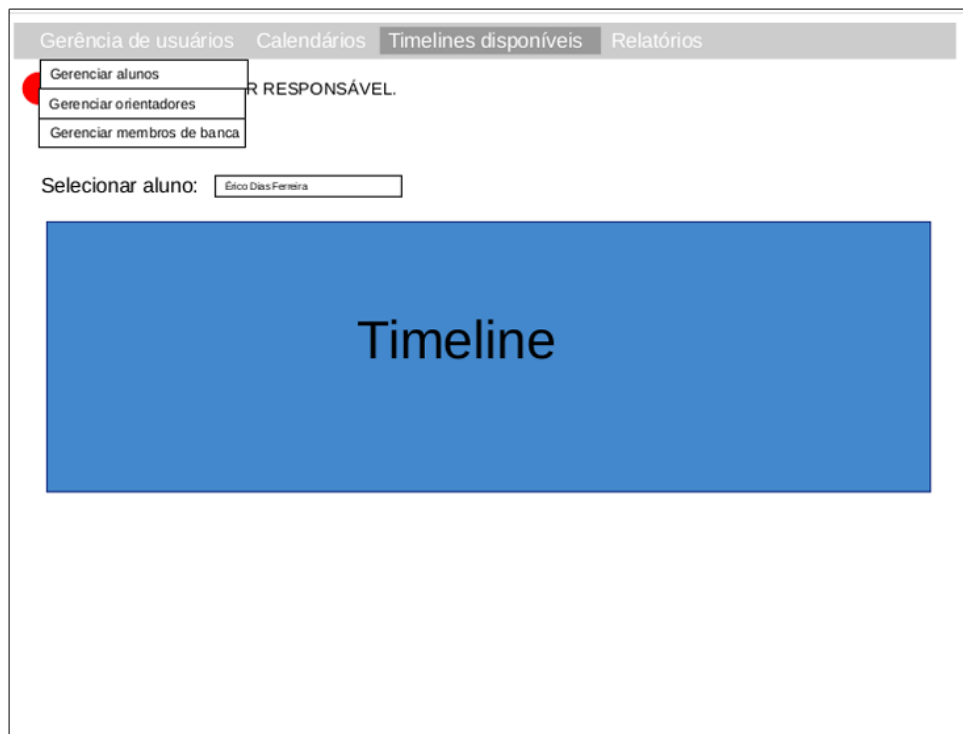 Gerência de usuários Calendários Timelines disponíveis Relatórios
Gerenciar alunos
R RESPONSÁVEL.
Gerenciar orientadores
Gerenciar membros de banca
Selecionar aluno: Érico Dias Ferreira
Timeline